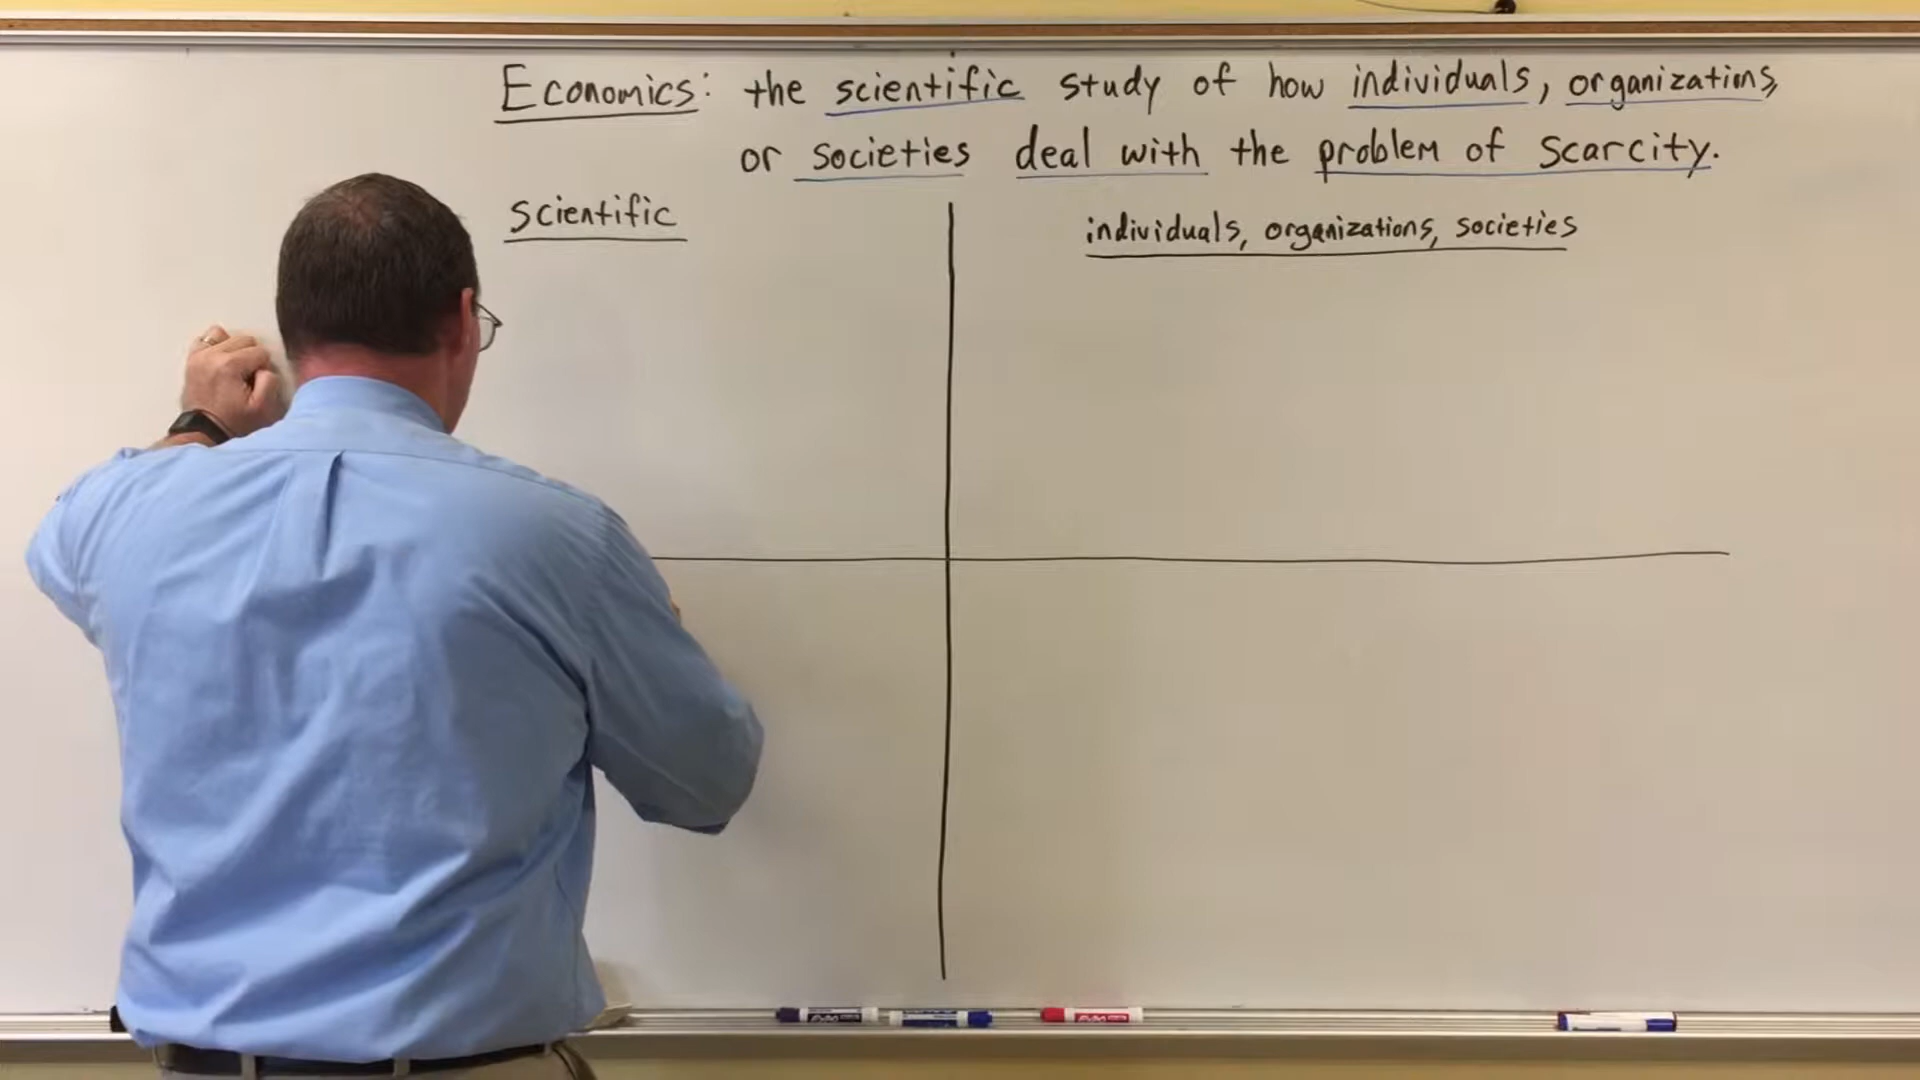 Economics: the scientific study of how individuals, organizations,
or societies deal with the problem of scarcity.
scientific
individuals, organizations, societies